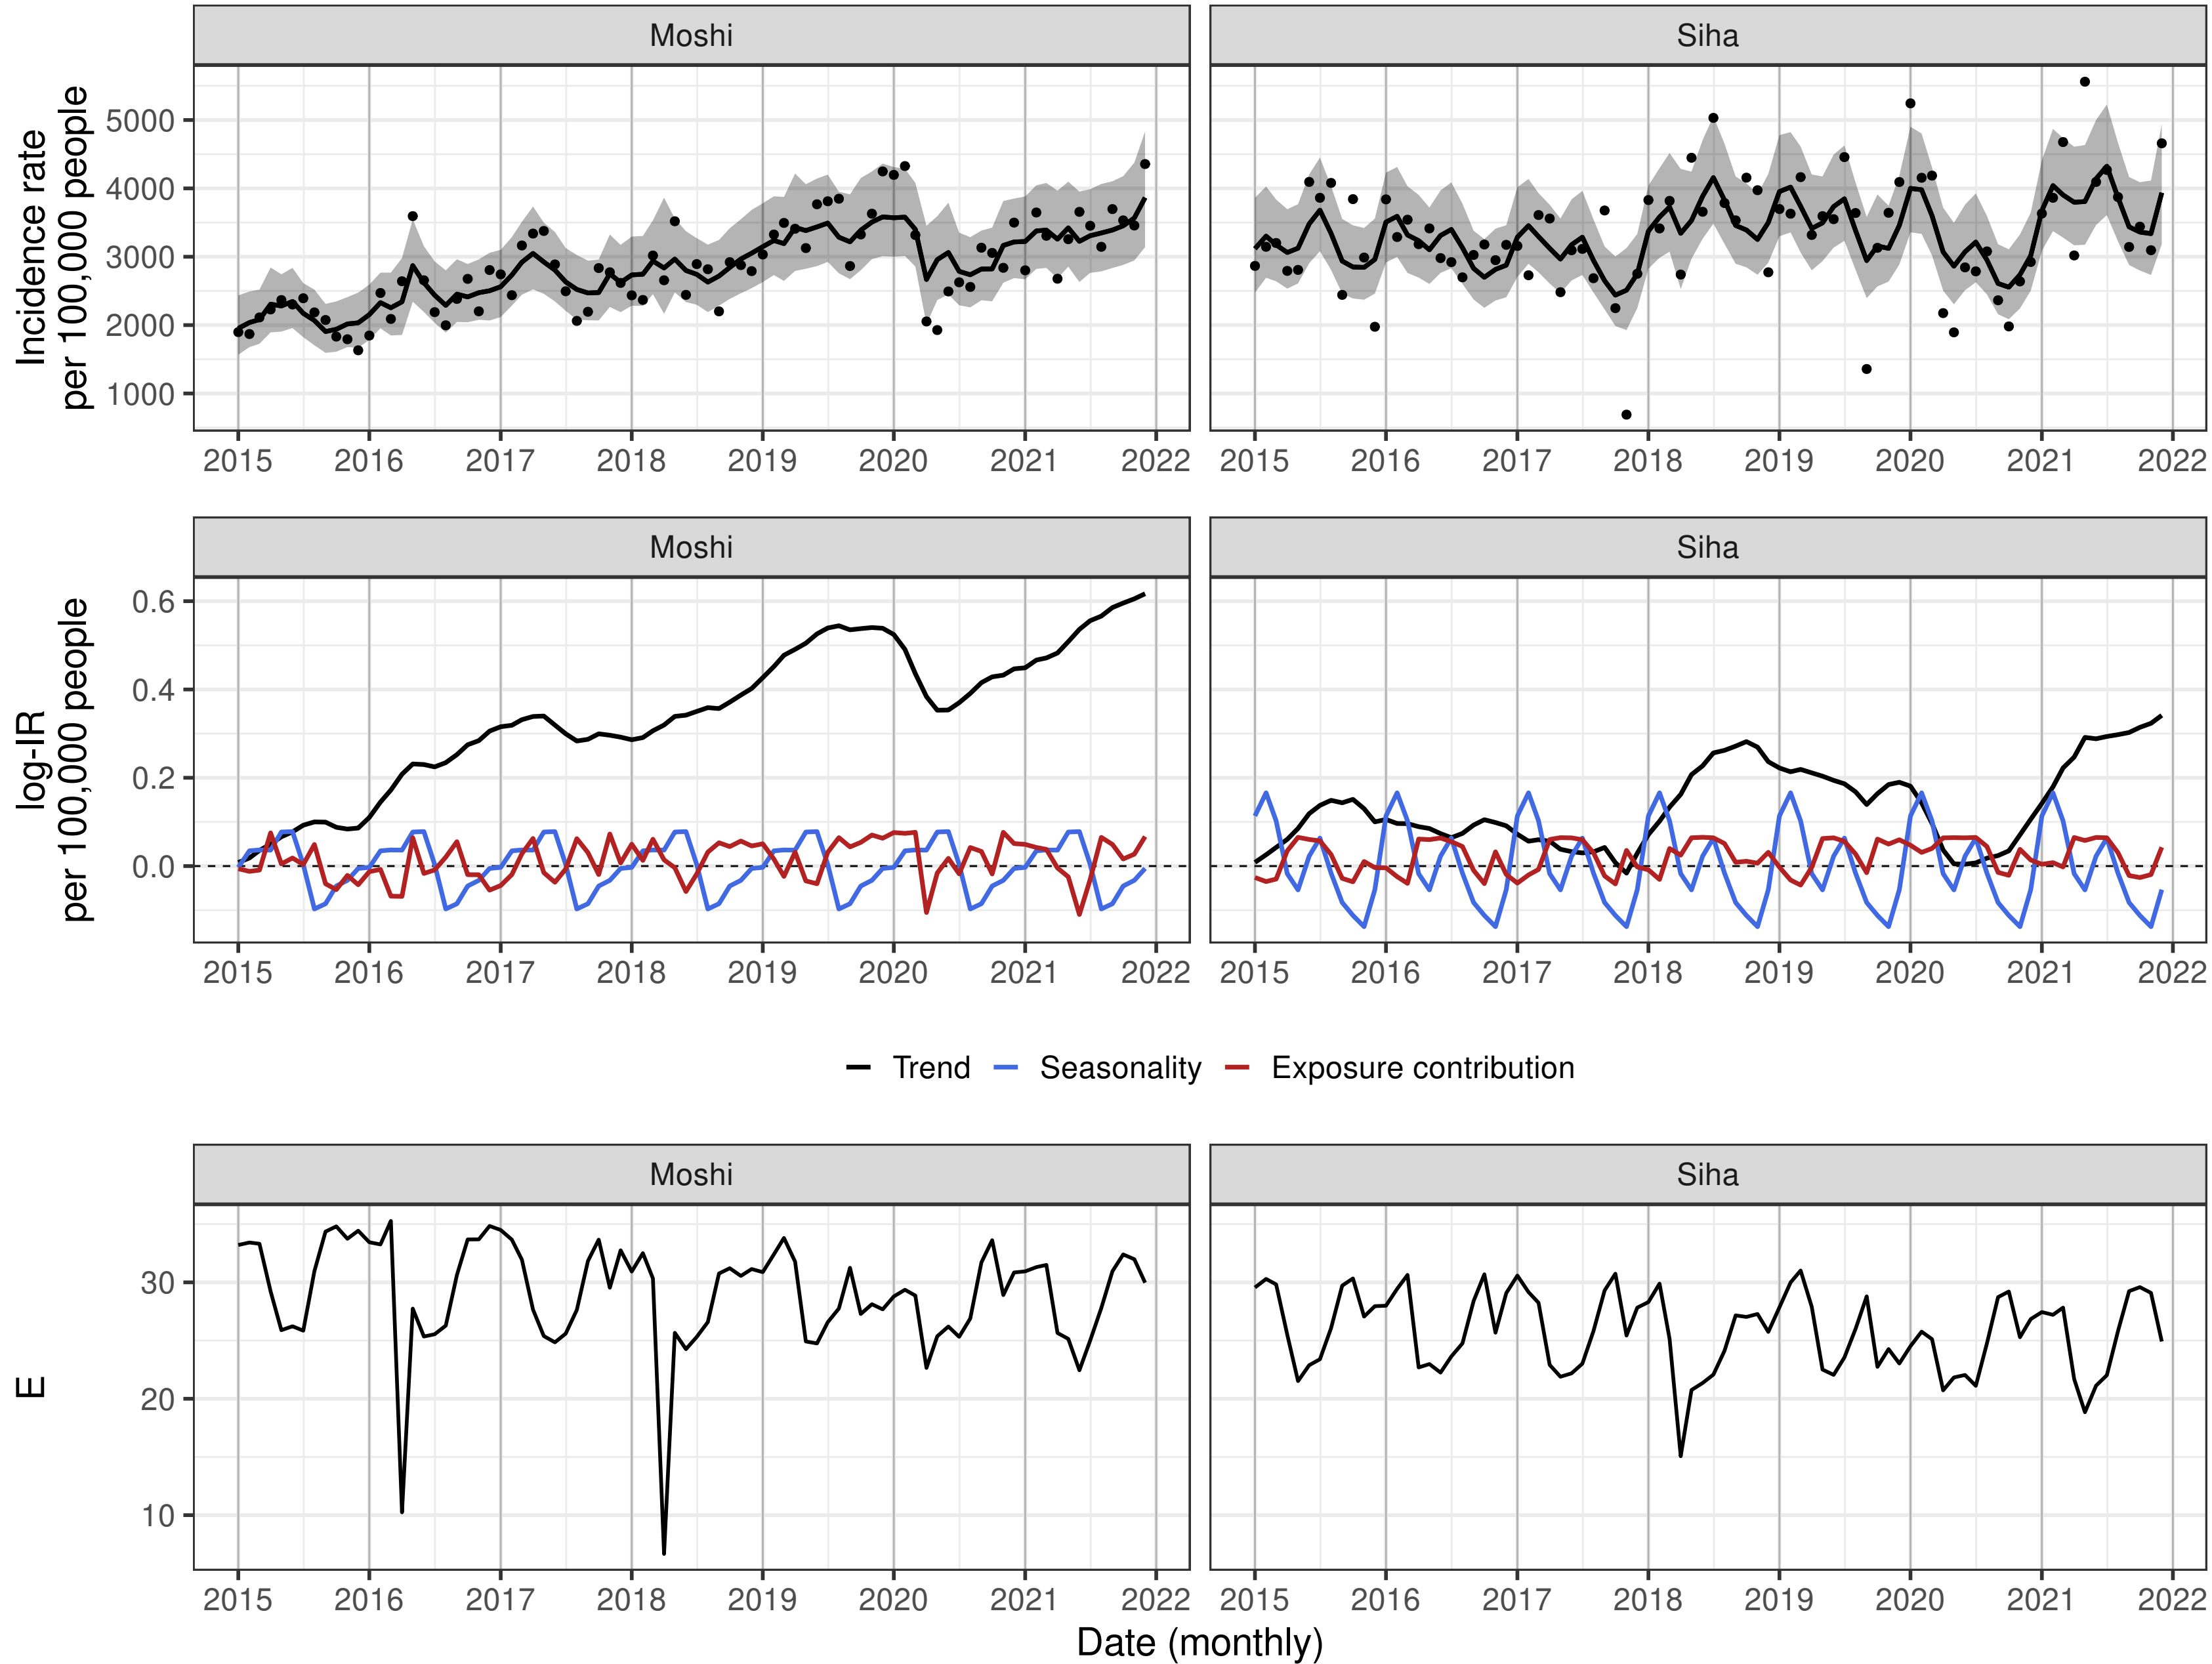 Moshi Siha
Incidence rate
per 100,000 people
5000
4000
3000
2000
1000
2015 2016 2017 2018 2019 2020 2021 2022 2015 2016 2017 2018 2019 2020 2021 2022
Moshi Siha
log-IR
per 100,000 people
0.6
0.4
0.2
0.0
2015 2016 2017 2018 2019 2020 2021 2022 2015 2016 2017 2018 2019 2020 2021 2022
Trend Seasonality Exposure contribution
Moshi Siha
E
30
20
10
2015 2016 2017 2018 2019 2020 2021 2022 2015 2016 2017 2018 2019 2020 2021 2022
Date (monthly)